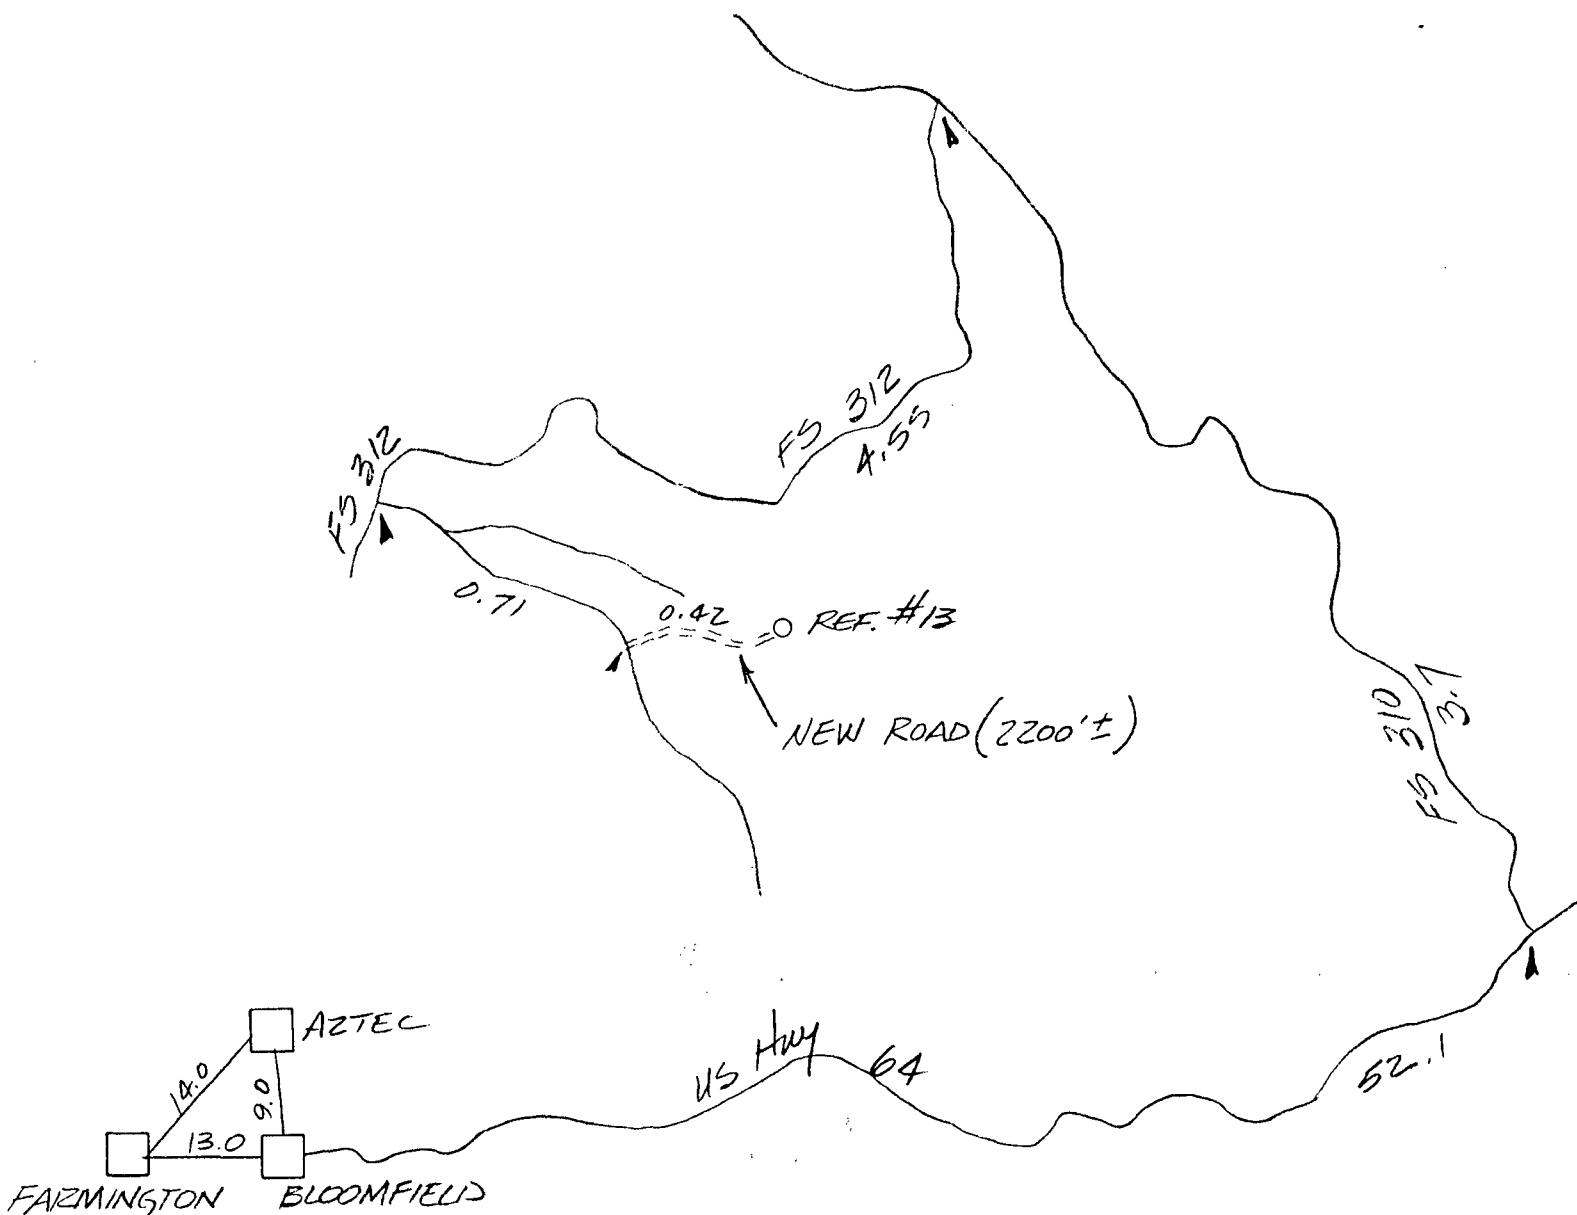 FS 312
4.55
FS 312
0.71
0.42
REF. #13
NEW ROAD (2200'±)
FS 310
3.7
AZTEC
14.0
9.0
13.0
FARMINGTON
BLOOMFIELD
US Hwy 64
52.1